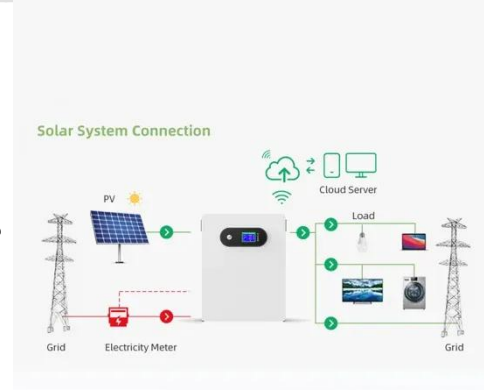 Solar System Connection
PV
Cloud Server
Load
Grid
Electricity Meter
Grid